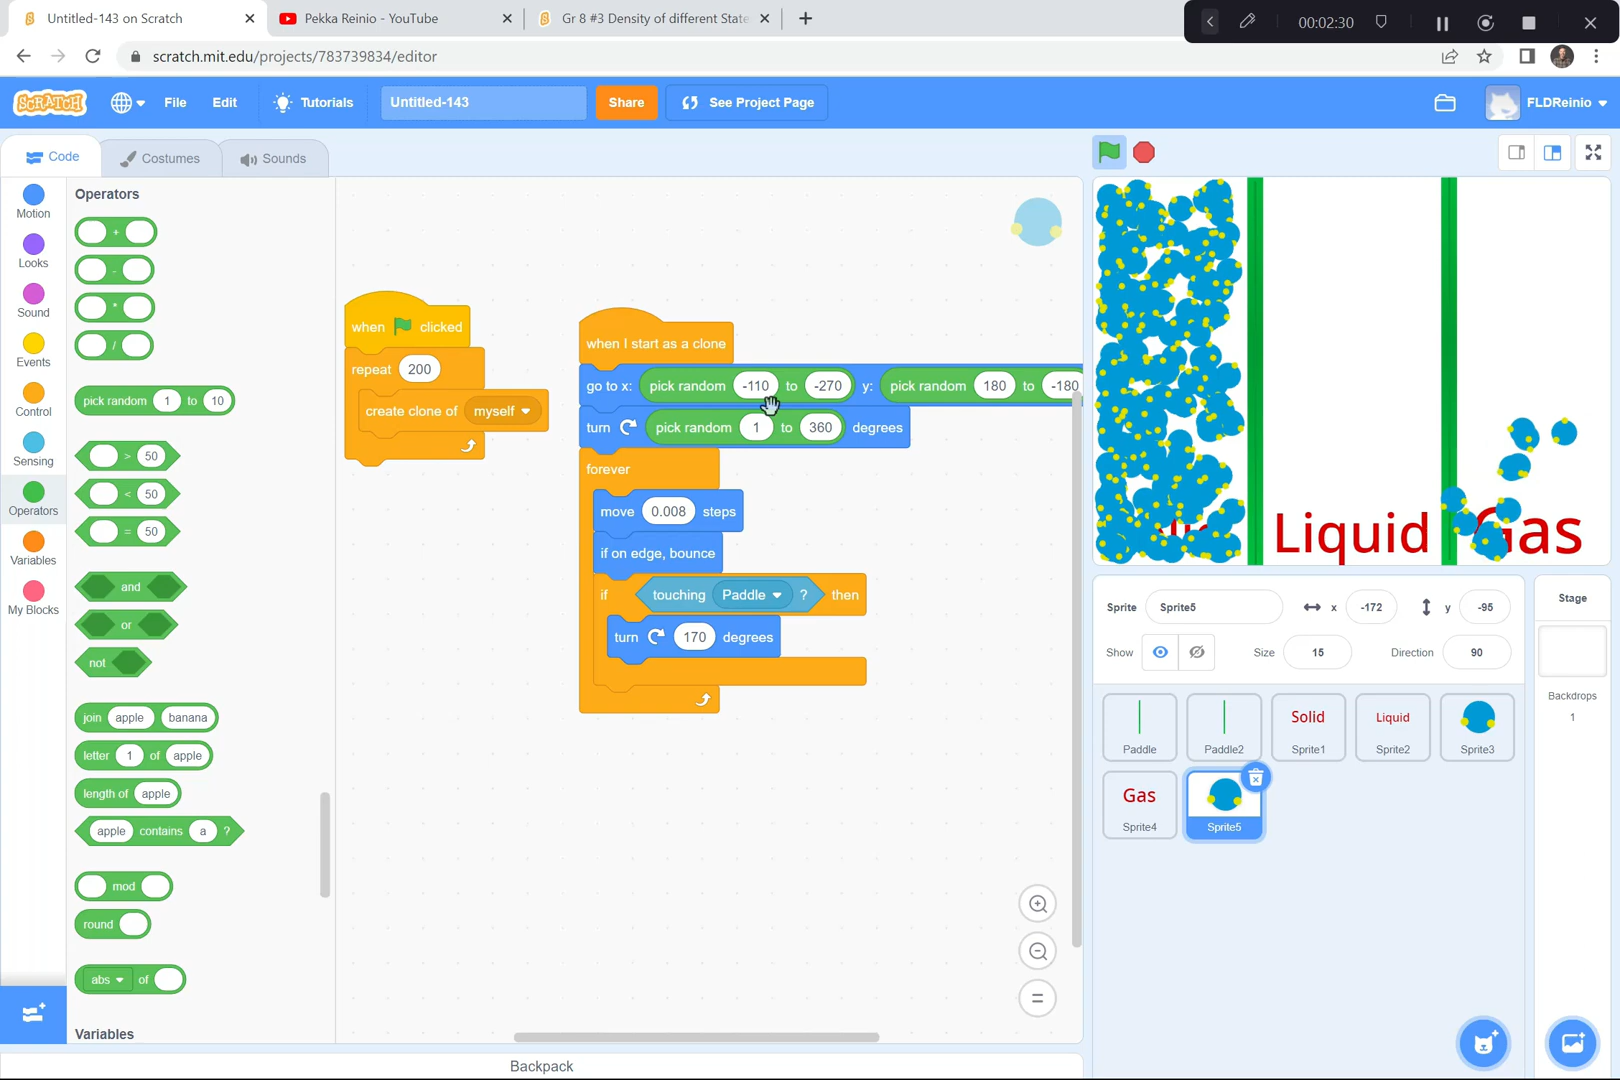 Untitled-143 on Scratch
Pekka Reinio - YouTube
Gr 8 #3 Density of different State
00:02:30
scratch.mit.edu/projects/783739834/editor
SCRATCH
File
Edit
Tutorials
Untitled-143
Share
See Project Page
FLDReinio
Code
Costumes
Sounds
Motion
Looks
Sound
Events
Control
Sensing
Operators
Variables
My Blocks
Operators
+
-
*
/
pick random 1 to 10
> 50
< 50
= 50
and
or
not
join apple banana
letter 1 of apple
length of apple
apple contains a ?
mod
round
abs of
Variables
when clicked
repeat 200
create clone of myself
when I start as a clone
go to x: pick random -110 to -270 y: pick random 180 to -180
turn pick random 1 to 360 degrees
forever
move 0.008 steps
if on edge, bounce
if touching Paddle ? then
turn 170 degrees
Backpack
Liquid
Gas
Sprite Sprite5 x -172 y -95
Show Size 15 Direction 90
Paddle
Paddle2
Solid
Sprite1
Liquid
Sprite2
Sprite3
Gas
Sprite4
Sprite5
Stage
Backdrops
1